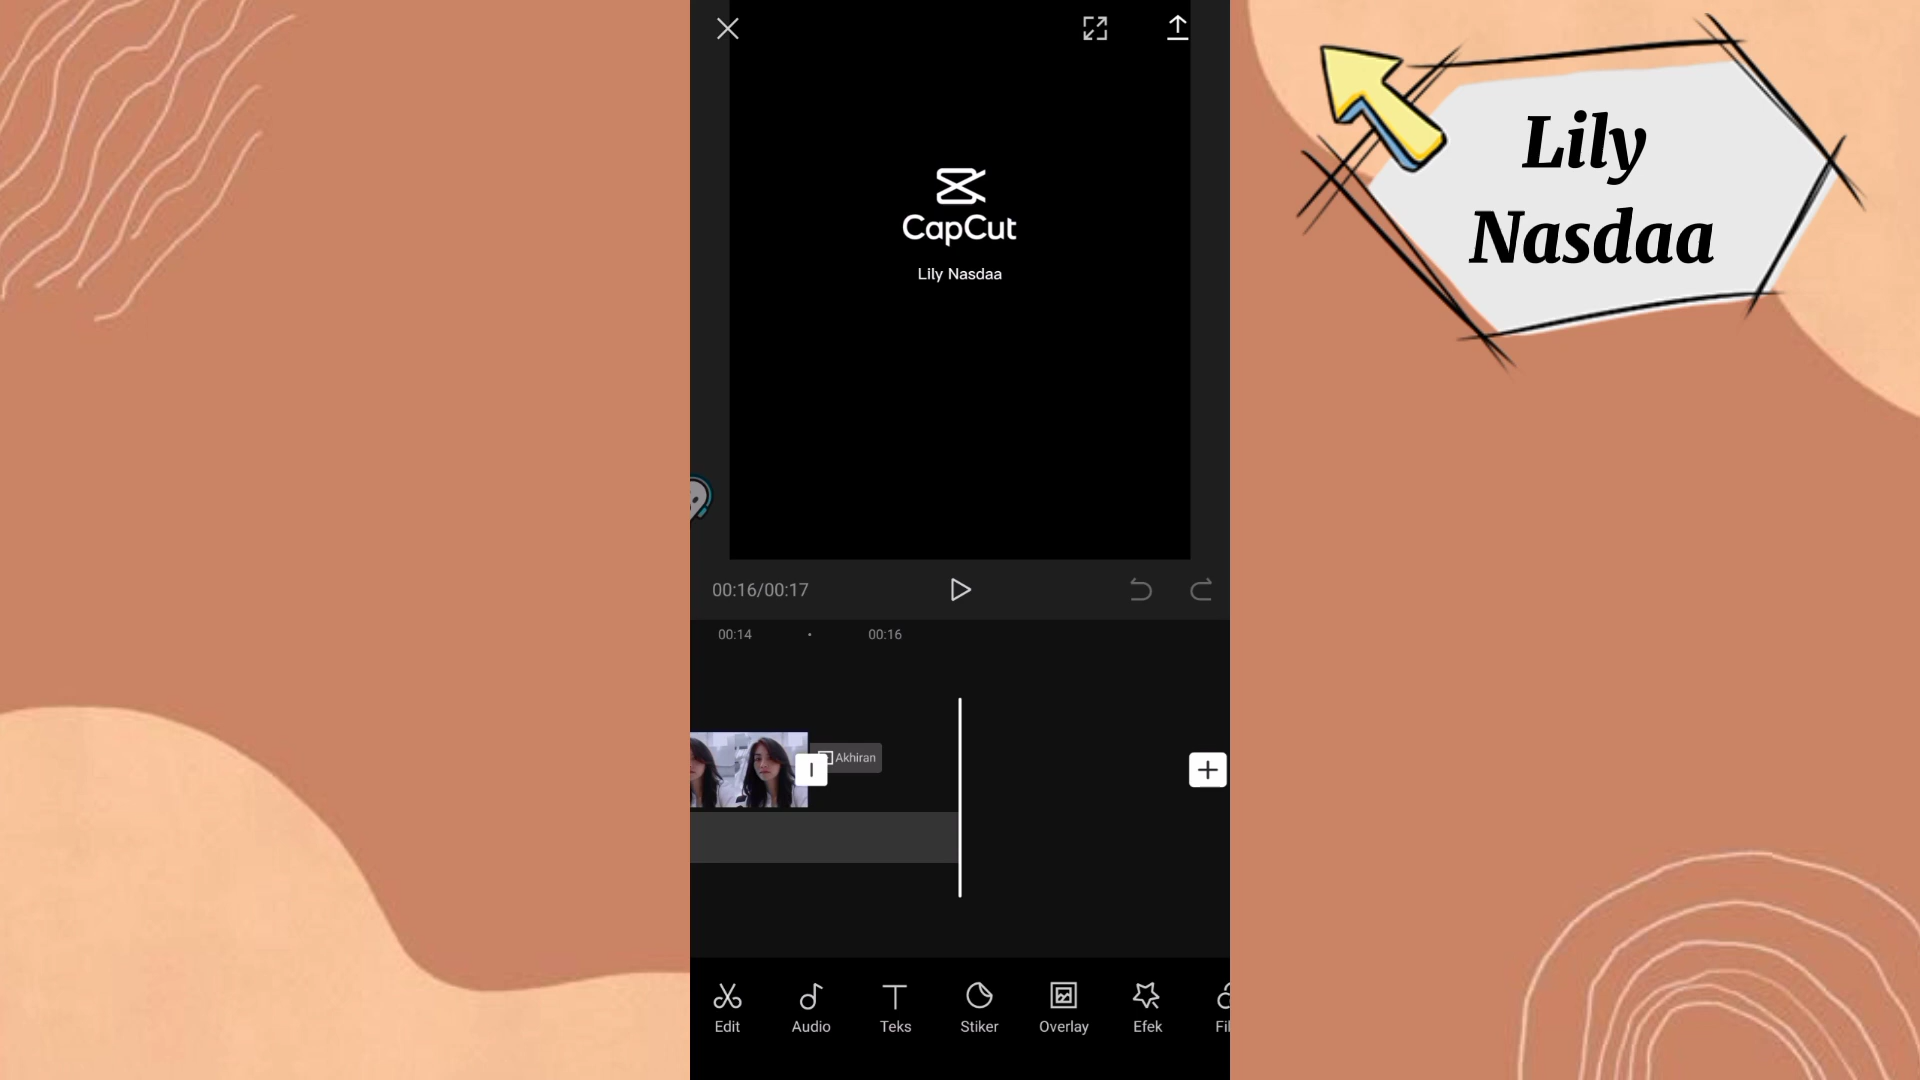 Lily
Nasdaa
CapCut
Lily Nasdaa
00:16/00:17
00:14
00:16
Akhiran
Edit
Audio
Teks
Stiker
Overlay
Efek
Fil